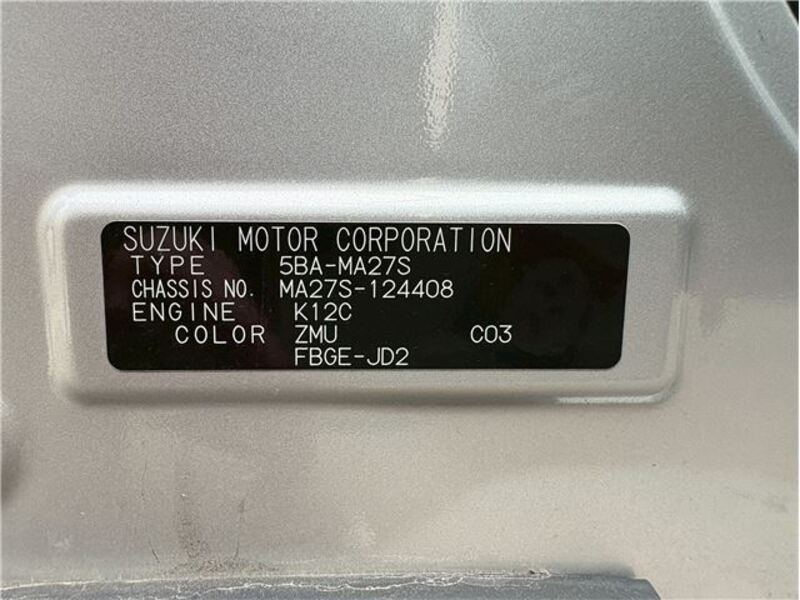 SUZUKI MOTOR CORPORATION
TYPE 5BA-MA27S
CHASSIS NO. MA27S-124408
ENGINE K12C
COLOR ZMU C03
FBGE-JD2